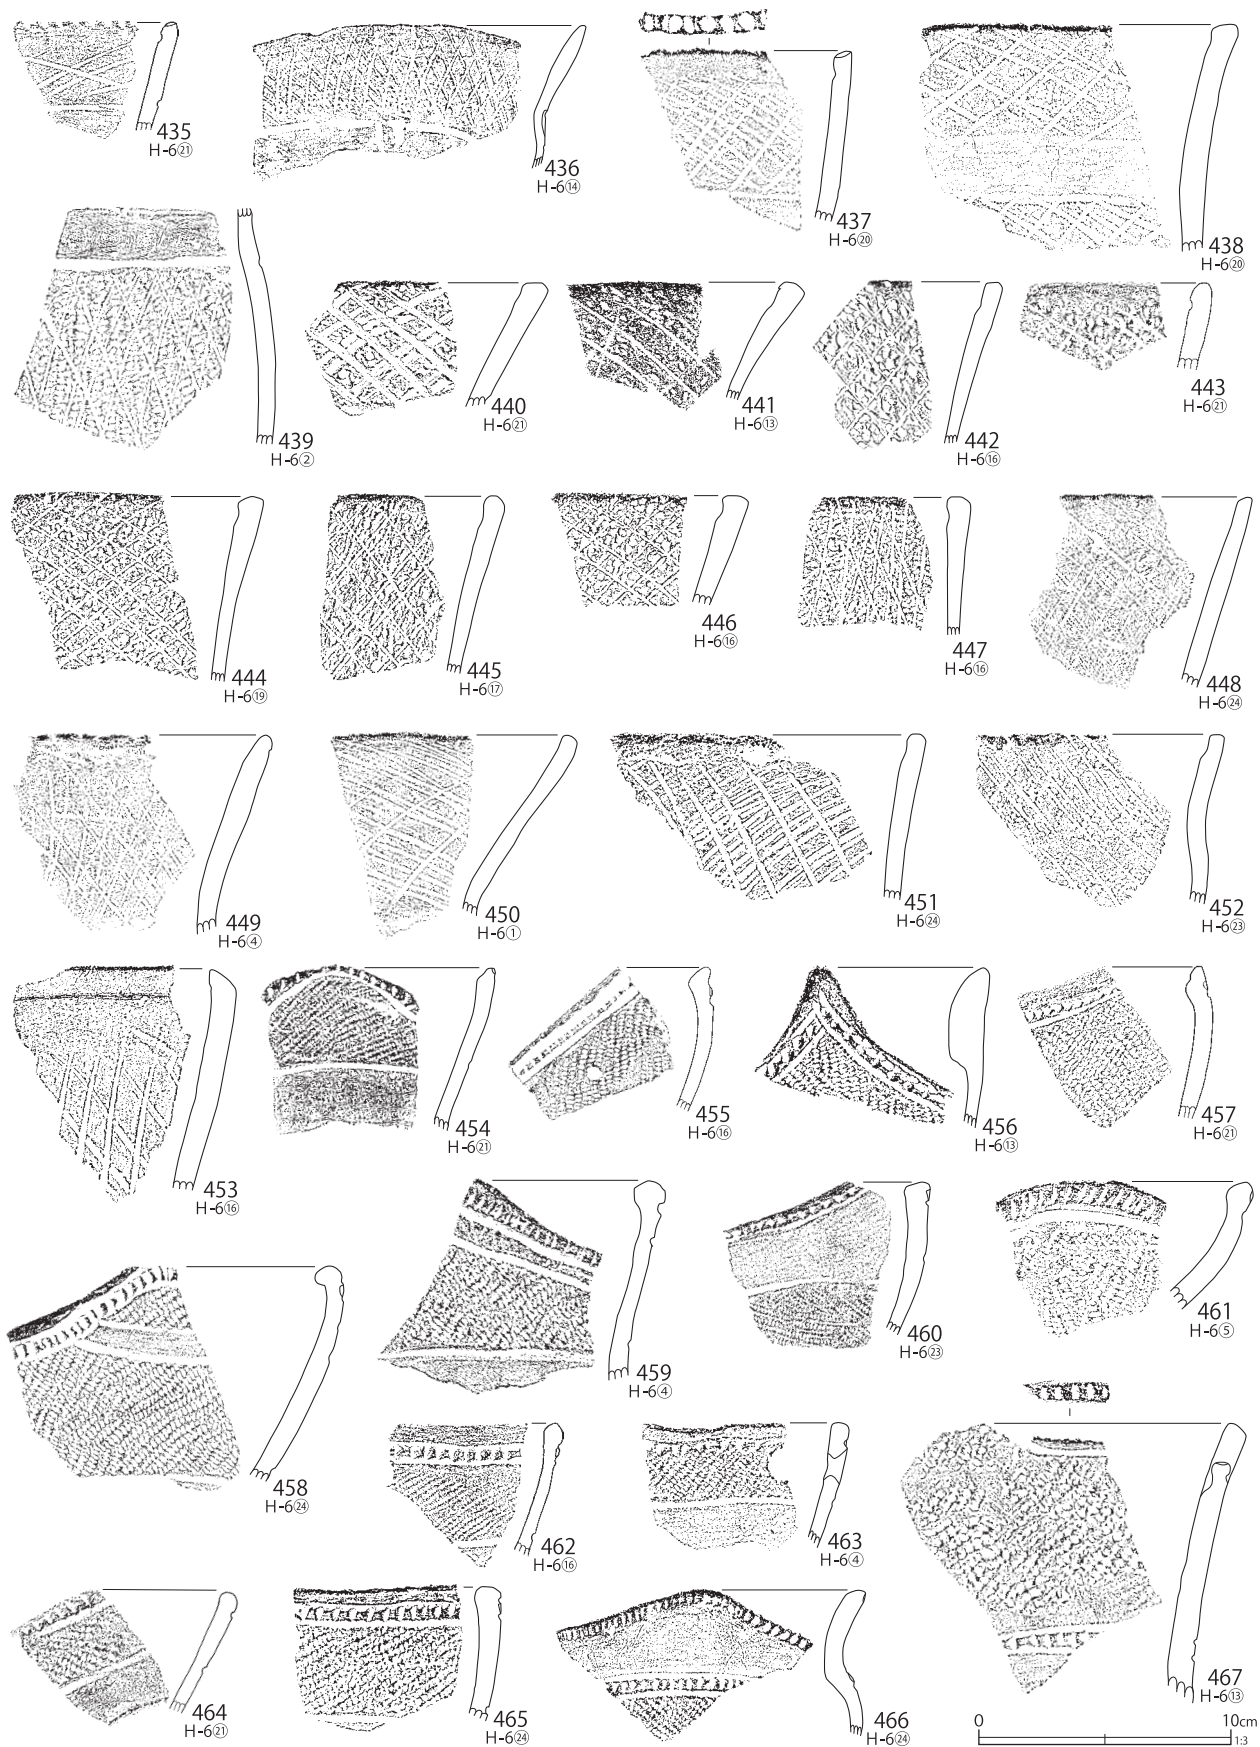 435
H-6㉑
436
H-6⑭
437
H-6⑳
438
H-6⑳
439
H-6②
440
H-6㉑
441
H-6⑬
442
H-6⑯
443
H-6㉑
444
H-6⑲
445
H-6⑰
446
H-6⑯
447
H-6⑯
448
H-6㉔
449
H-6④
450
H-6①
451
H-6㉔
452
H-6㉓
453
H-6⑯
454
H-6㉑
455
H-6⑯
456
H-6⑬
457
H-6㉑
458
H-6㉔
459
H-6④
460
H-6㉓
461
H-6⑤
462
H-6⑯
463
H-6④
464
H-6㉑
465
H-6㉔
466
H-6㉔
467
H-6⑬
0 10cm
1:3